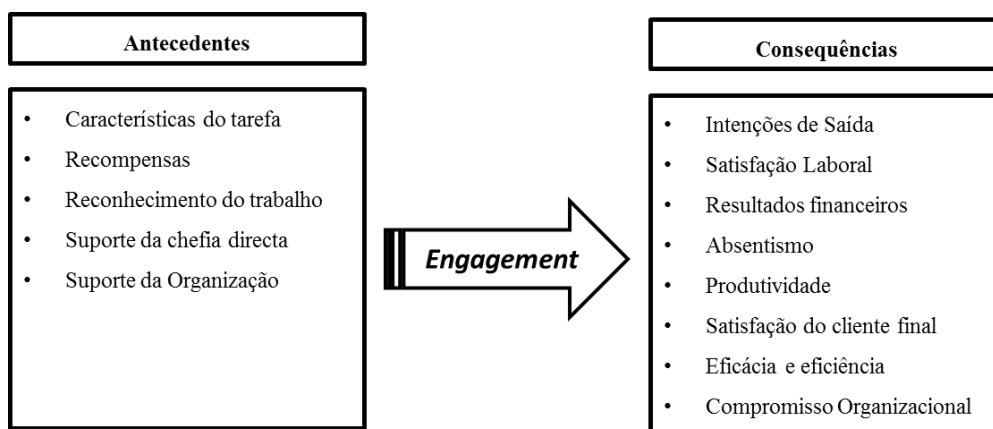 Antecedentes
• Características do tarefa
• Recompensas
• Reconhecimento do trabalho
• Suporte da chefia directa
• Suporte da Organização
Engagement
Consequências
• Intenções de Saída
• Satisfação Laboral
• Resultados financeiros
• Absentismo
• Produtividade
• Satisfação do cliente final
• Eficácia e eficiência
• Compromisso Organizacional